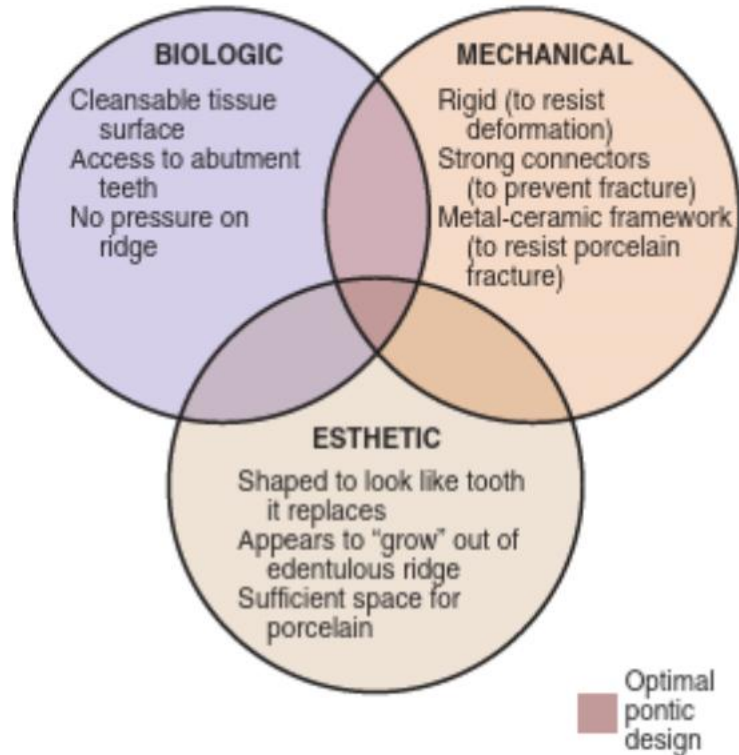 BIOLOGIC
Cleansable tissue
surface
Access to abutment
teeth
No pressure on
ridge
MECHANICAL
Rigid (to resist
deformation)
Strong connectors
(to prevent fracture)
Metal-ceramic framework
(to resist porcelain
fracture)
ESTHETIC
Shaped to look like tooth
it replaces
Appears to “grow” out of
edentulous ridge
Sufficient space for
porcelain
Optimal
pontic
design